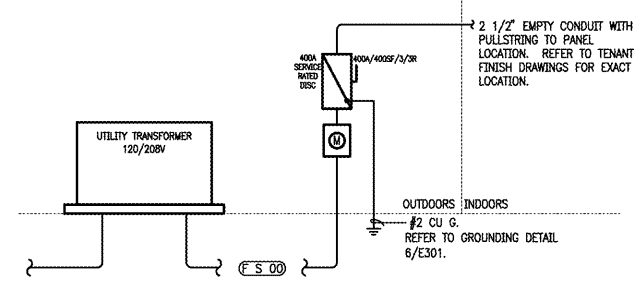 2 1/2" EMPTY CONDUIT WITH
PULLSTRING TO PANEL
LOCATION. REFER TO TENANT
FINISH DRAWINGS FOR EXACT
LOCATION.
400A
SERVICE
RATED
DISC
400A/400SF/3/3R
UTILITY TRANSFORMER
120/208V
M
OUTDOORS INDOORS
#2 CU G.
REFER TO GROUNDING DETAIL
6/E301.
F S 00